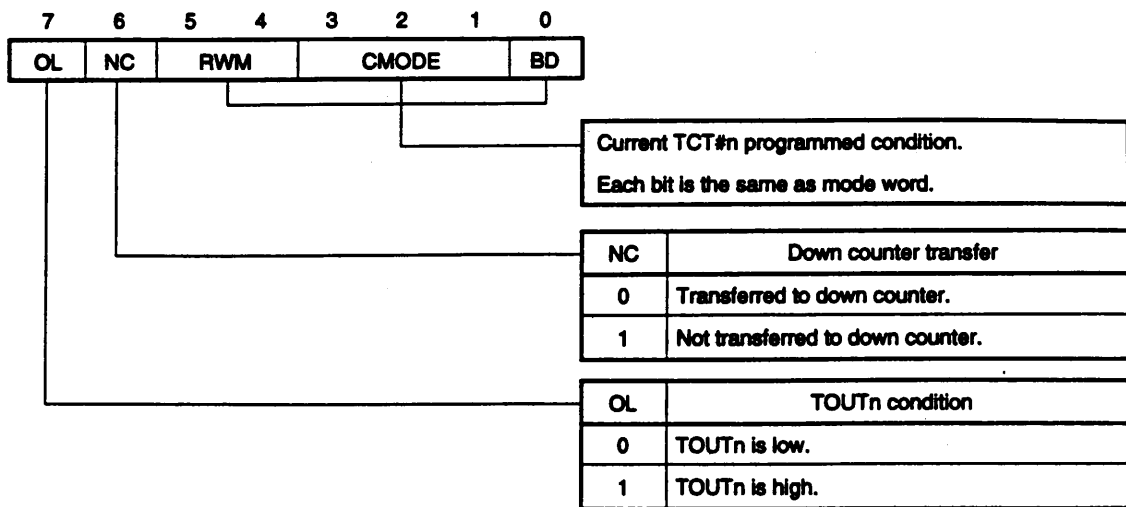 7 6 5 4 3 2 1 0
OL NC RWM CMODE BD
Current TCT#n programmed condition.
Each bit is the same as mode word.
NC Down counter transfer
0 Transferred to down counter.
1 Not transferred to down counter.
OL TOUTn condition
0 TOUTn is low.
1 TOUTn is high.